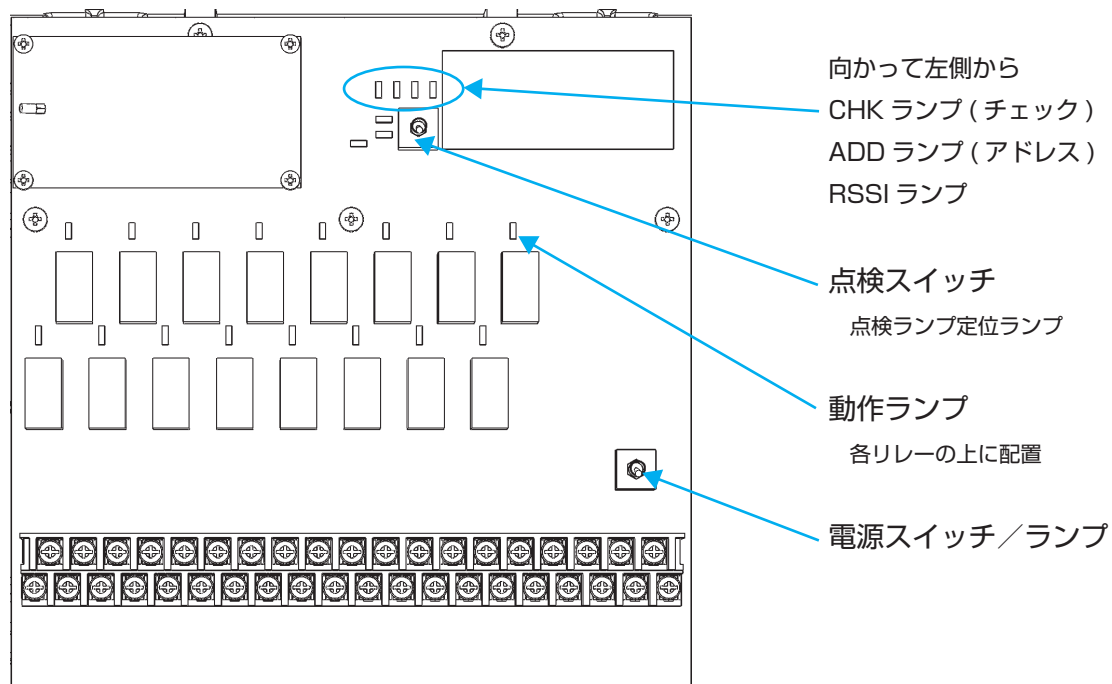 向かって左側から
CHK ランプ ( チェック )
ADD ランプ ( アドレス )
RSSI ランプ
点検スイッチ
点検ランプ定位ランプ
動作ランプ
各リレーの上に配置
電源スイッチ／ランプ